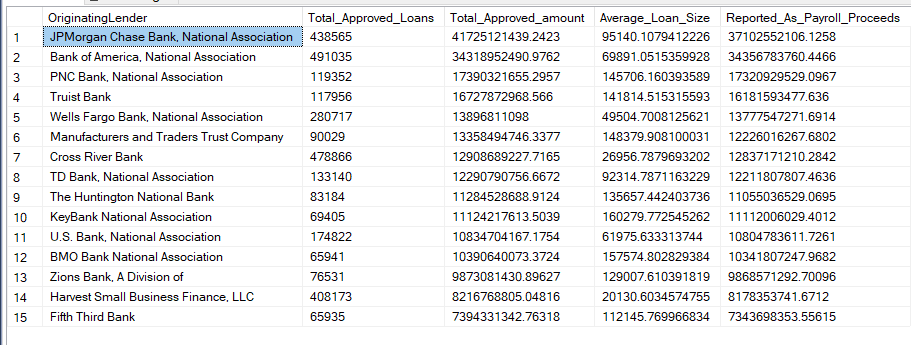 OriginatingLender Total_Approved_Loans Total_Approved_amount Average_Loan_Size Reported_As_Payroll_Proceeds
1 JPMorgan Chase Bank, National Association 438565 41725121439.2423 95140.1079412226 37102552106.1258
2 Bank of America, National Association 491035 34318952490.9762 69891.0515359928 34356783760.4466
3 PNC Bank, National Association 119352 17390321655.2957 145706.160393589 17320929529.0967
4 Truist Bank 117956 16727872968.566 141814.515315593 16181593477.636
5 Wells Fargo Bank, National Association 280717 13896811098 49504.7008125621 13777547271.6914
6 Manufacturers and Traders Trust Company 90029 13358494746.3377 148379.908100031 12226016267.6802
7 Cross River Bank 478866 12908689227.7165 26956.7879693202 12837171210.2842
8 TD Bank, National Association 133140 12290790756.6672 92314.7871163229 12211807807.4636
9 The Huntington National Bank 83184 11284528688.9124 135657.442403736 11055036529.0695
10 KeyBank National Association 69405 11124217613.5039 160279.772545262 11112006029.4012
11 U.S. Bank, National Association 174822 10834704167.1754 61975.633313744 10804783611.7261
12 BMO Bank National Association 65941 10390640073.3724 157574.802829384 10341807247.9682
13 Zions Bank, A Division of 76531 9873081430.89627 129007.610391819 9868571292.70096
14 Harvest Small Business Finance, LLC 408173 8216768805.04816 20130.6034574755 8178353741.6712
15 Fifth Third Bank 65935 7394331342.76318 112145.769966834 7343698353.55615